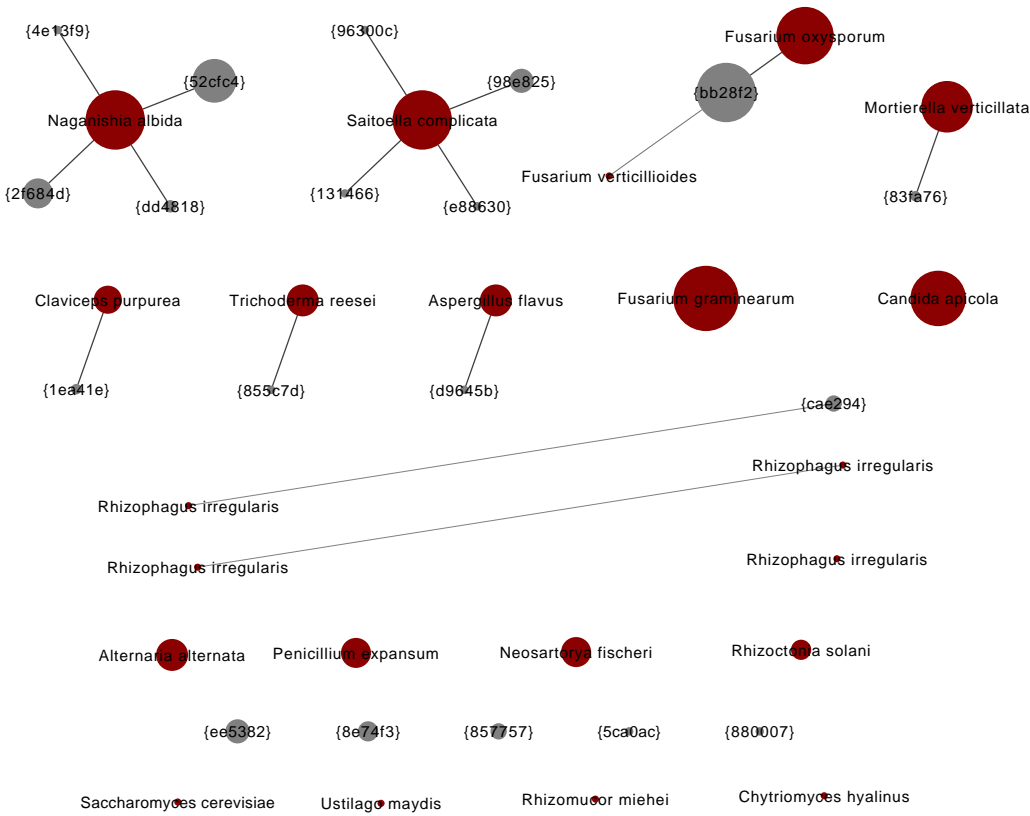 {4e13f9}
{96300c}
Fusarium oxysporum
{52cfc4}
{98e825}
{bb28f2}
Mortierella verticillata
Naganishia albida
Saitoella complicata
Fusarium verticillioides
{2f684d}
{131466}
{83fa76}
{dd4818}
{e88630}
Claviceps purpurea
Trichoderma reesei
Aspergillus flavus
Fusarium graminearum
Candida apicola
{1ea41e}
{855c7d}
{d9645b}
{cae294}
Rhizophagus irregularis
Rhizophagus irregularis
Rhizophagus irregularis
Rhizophagus irregularis
Alternaria alternata
Penicillium expansum
Neosartorya fischeri
Rhizoctonia solani
{ee5382}
{8e74f3}
{857757}
{5ca0ac}
{880007}
Saccharomyces cerevisiae
Ustilago maydis
Rhizomucor miehei
Chytriomyces hyalinus